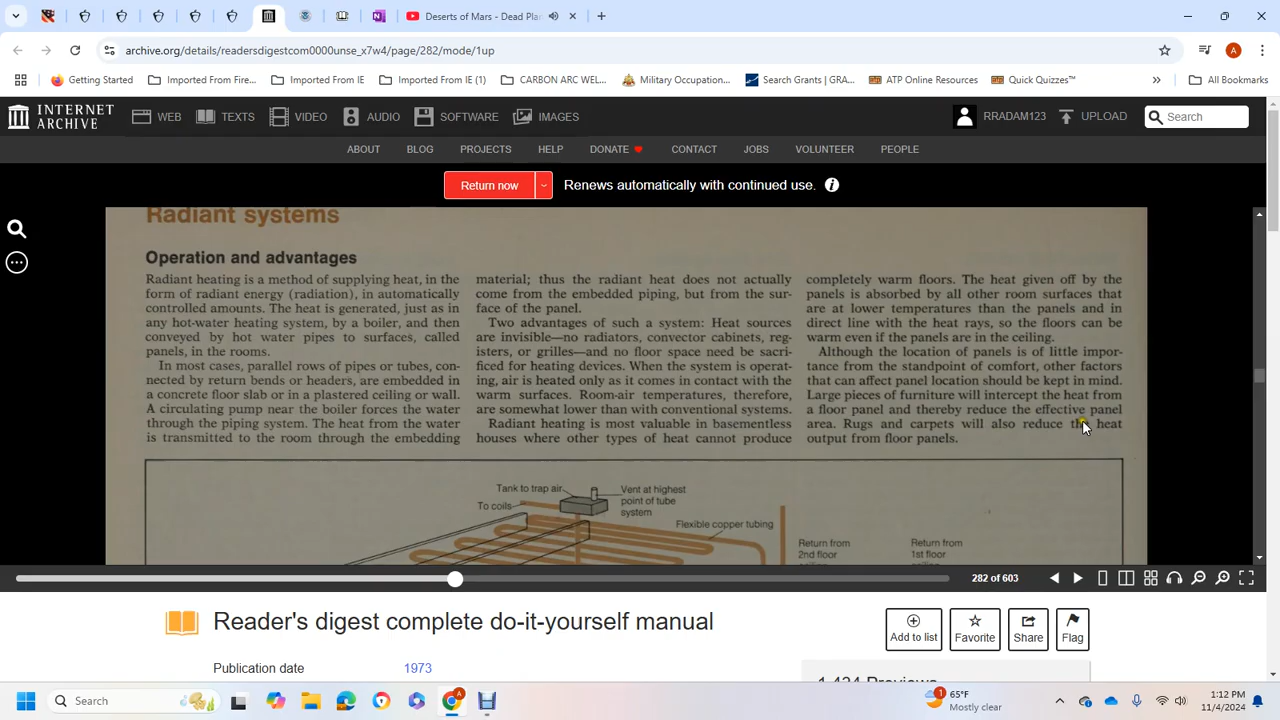 Deserts of Mars - Dead Pla
archive.org/details/readersdigestcom0000unse_x7w4/page/282/mode/1up
A
Getting Started
Imported From Fire...
Imported From IE
Imported From IE (1)
CARBON ARC WEL...
Military Occupation...
Search Grants | GRA...
ATP Online Resources
Quick Quizzes™
»
All Bookmarks
INTERNET
ARCHIVE
WEB
TEXTS
VIDEO
AUDIO
SOFTWARE
IMAGES
RRADAM123
UPLOAD
Search
ABOUT
BLOG
PROJECTS
HELP
DONATE
CONTACT
JOBS
VOLUNTEER
PEOPLE
Return now
Renews automatically with continued use.
Radiant systems
Operation and advantages
Radiant heating is a method of supplying heat, in the
form of radiant energy (radiation), in automatically
controlled amounts. The heat is generated, just as in
any hot-water heating system, by a boiler, and then
conveyed by hot water pipes to surfaces, called
panels, in the rooms.
In most cases, parallel rows of pipes or tubes, con-
nected by return bends or headers, are embedded in
a concrete floor slab or in a plastered ceiling or wall.
A circulating pump near the boiler forces the water
through the piping system. The heat from the water
is transmitted to the room through the embedding
material; thus the radiant heat does not actually
come from the embedded piping, but from the sur-
face of the panel.
Two advantages of such a system: Heat sources
are invisible—no radiators, convector cabinets, reg-
isters, or grilles—and no floor space need be sacri-
ficed for heating devices. When the system is operat-
ing, air is heated only as it comes in contact with the
warm surfaces. Room-air temperatures, therefore,
are somewhat lower than with conventional systems.
Radiant heating is most valuable in basementless
houses where other types of heat cannot produce
completely warm floors. The heat given off by the
panels is absorbed by all other room surfaces that
are at lower temperatures than the panels and in
direct line with the heat rays, so the floors can be
warm even if the panels are in the ceiling.
Although the location of panels is of little impor-
tance from the standpoint of comfort, other factors
that can affect panel location should be kept in mind.
Large pieces of furniture will intercept the heat from
a floor panel and thereby reduce the effective panel
area. Rugs and carpets will also reduce the heat
output from floor panels.
Tank to trap air
Vent at highest
point of tube
system
To coils
Flexible copper tubing
Return from
2nd floor
Return from
1st floor
282 of 603
Reader's digest complete do-it-yourself manual
Add to list
Favorite
Share
Flag
Publication date
1973
Search
1
65°F
Mostly clear
1:12 PM
11/4/2024